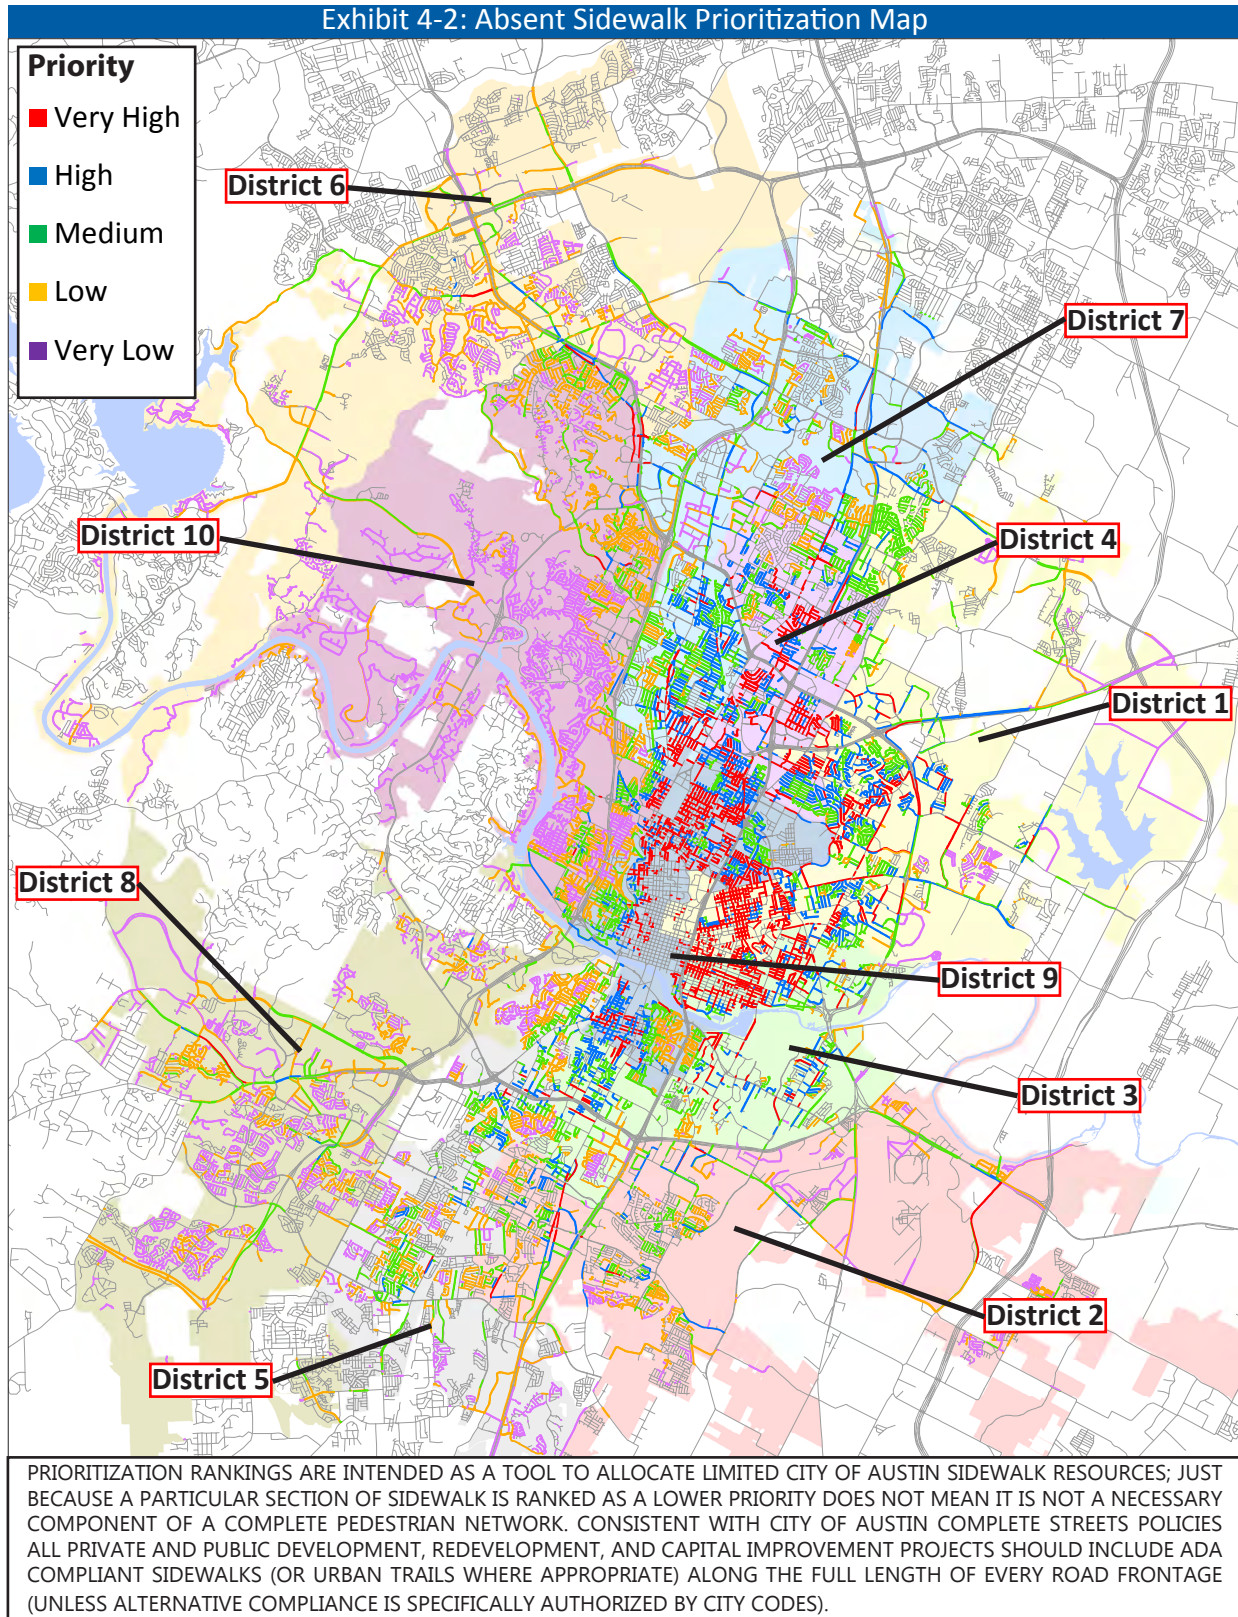 Exhibit 4-2: Absent Sidewalk Prioritization Map
Priority
Very High
High
Medium
Low
Very Low
District 6
District 7
District 10
District 4
District 1
District 8
District 9
District 3
District 2
District 5
PRIORITIZATION RANKINGS ARE INTENDED AS A TOOL TO ALLOCATE LIMITED CITY OF AUSTIN SIDEWALK RESOURCES; JUST
BECAUSE A PARTICULAR SECTION OF SIDEWALK IS RANKED AS A LOWER PRIORITY DOES NOT MEAN IT IS NOT A NECESSARY
COMPONENT OF A COMPLETE PEDESTRIAN NETWORK. CONSISTENT WITH CITY OF AUSTIN COMPLETE STREETS POLICIES
ALL PRIVATE AND PUBLIC DEVELOPMENT, REDEVELOPMENT, AND CAPITAL IMPROVEMENT PROJECTS SHOULD INCLUDE ADA
COMPLIANT SIDEWALKS (OR URBAN TRAILS WHERE APPROPRIATE) ALONG THE FULL LENGTH OF EVERY ROAD FRONTAGE
(UNLESS ALTERNATIVE COMPLIANCE IS SPECIFICALLY AUTHORIZED BY CITY CODES).